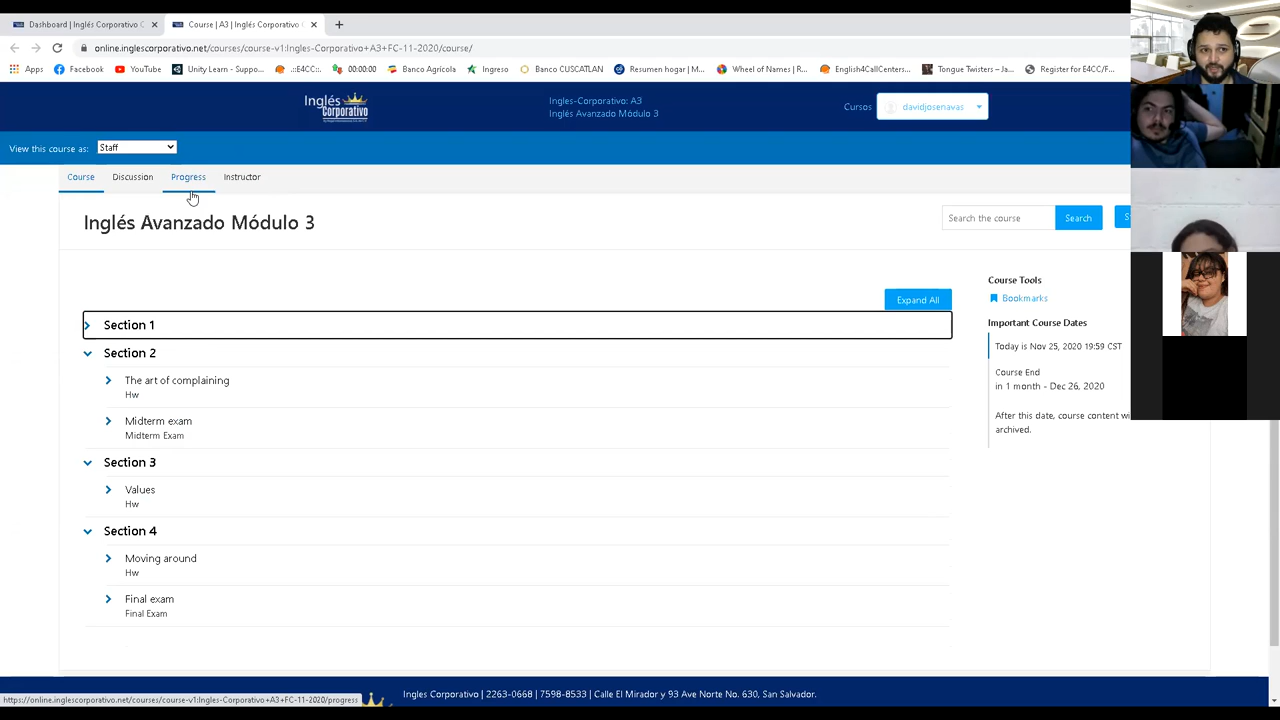 Dashboard | Inglés Corporativo C
Course | A3 | Inglés Corporativo
online.inglescorporativo.net/courses/course-v1:Ingles-Corporativo+A3+FC-11-2020/course/
Apps
Facebook
YouTube
Unity Learn - Suppo...
.::E4CC::.
00:00:00
Banco Agrícola
Ingreso
Banco CUSCATLAN
Resumen hogar | M...
Wheel of Names | R...
English4CallCenters...
Tongue Twisters – Ja...
Register for E4CC/F...
Inglés
Corporativo
Ingles-Corporativo: A3
Inglés Avanzado Módulo 3
Cursos
davidjosenavas
View this course as:
Staff
Course
Discussion
Progress
Instructor
Inglés Avanzado Módulo 3
Search the course
Search
Expand All
Section 1
Section 2
The art of complaining
Hw
Midterm exam
Midterm Exam
Section 3
Values
Hw
Section 4
Moving around
Hw
Final exam
Final Exam
Course Tools
Bookmarks
Important Course Dates
Today is Nov 25, 2020 19:59 CST
Course End
in 1 month - Dec 26, 2020
After this date, course content
archived.
https://online.inglescorporativo.net/courses/course-v1:Ingles-Corporativo+A3+FC-11-2020/progress
Ingles Corporativo | 2263-0668 | 7598-8533 | Calle El Mirador y 93 Ave Norte No. 630, San Salvador.